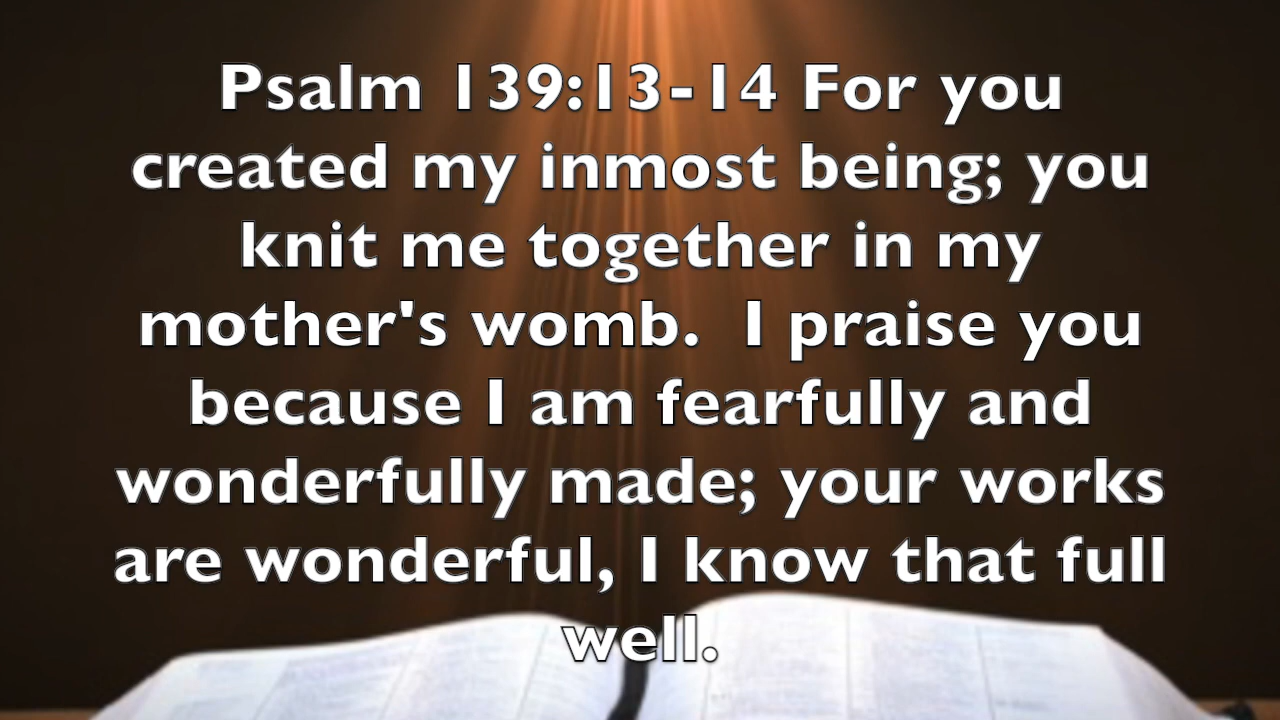 Psalm 139:13-14 For you
created my inmost being; you
knit me together in my
mother's womb.  I praise you
because I am fearfully and
wonderfully made; your works
are wonderful, I know that full
well.